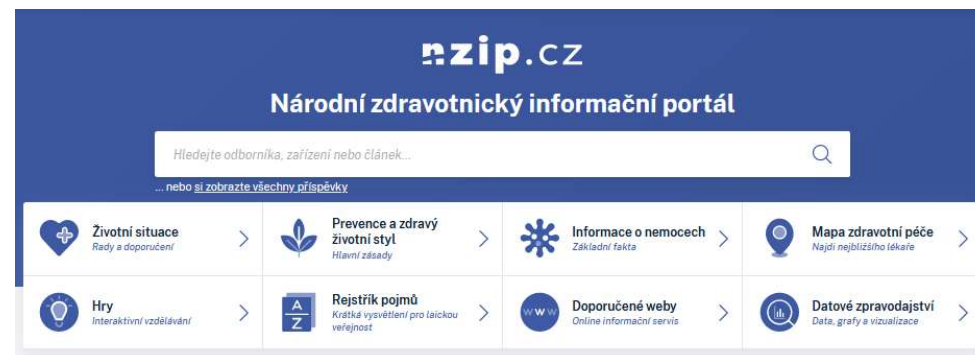 nzip.cz
Národní zdravotnický informační portál
Hledejte odborníka, zařízení nebo článek...
... nebo si zobrazte všechny příspěvky
Životní situace
Rady a doporučení
Prevence a zdravý
životní styl
Hlavní zásady
Informace o nemocech
Základní fakta
Mapa zdravotní péče
Najdi nejbližšího lékaře
Hry
Interaktivní vzdělávání
A
Z
Rejstřík pojmů
Krátká vysvětlení pro laickou
veřejnost
WWW
Doporučené weby
Online informační servis
Datové zpravodajství
Data, grafy a vizualizace